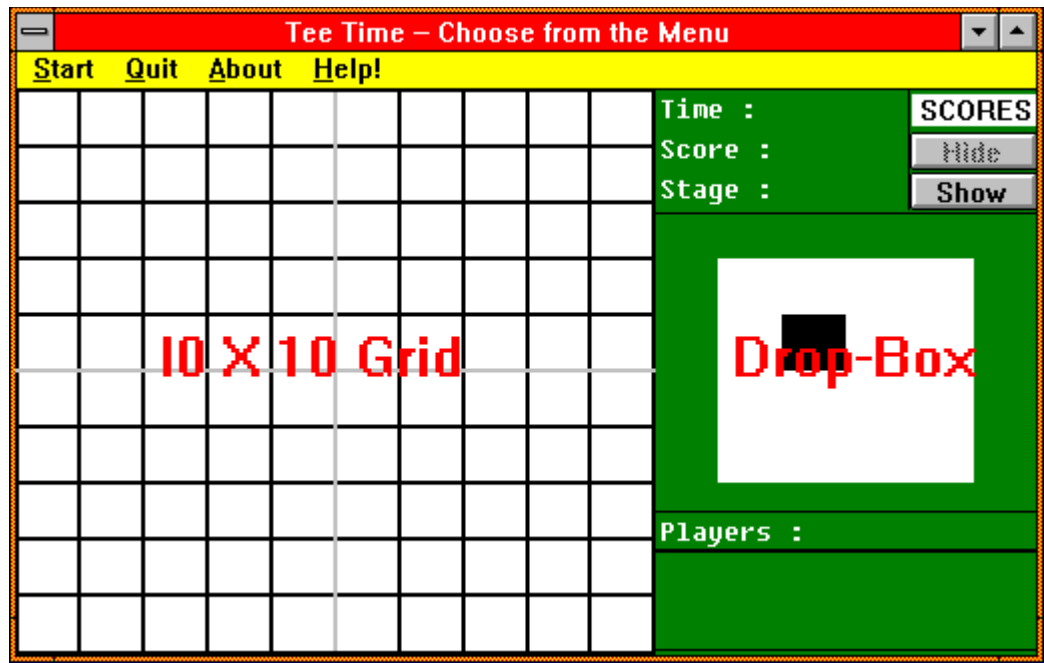 Tee Time – Choose from the Menu
Start Quit About Help!
Time :
SCORES
Score :
Hide
Stage :
Show
l0 X 10 Grid
Drop-Box
Players :